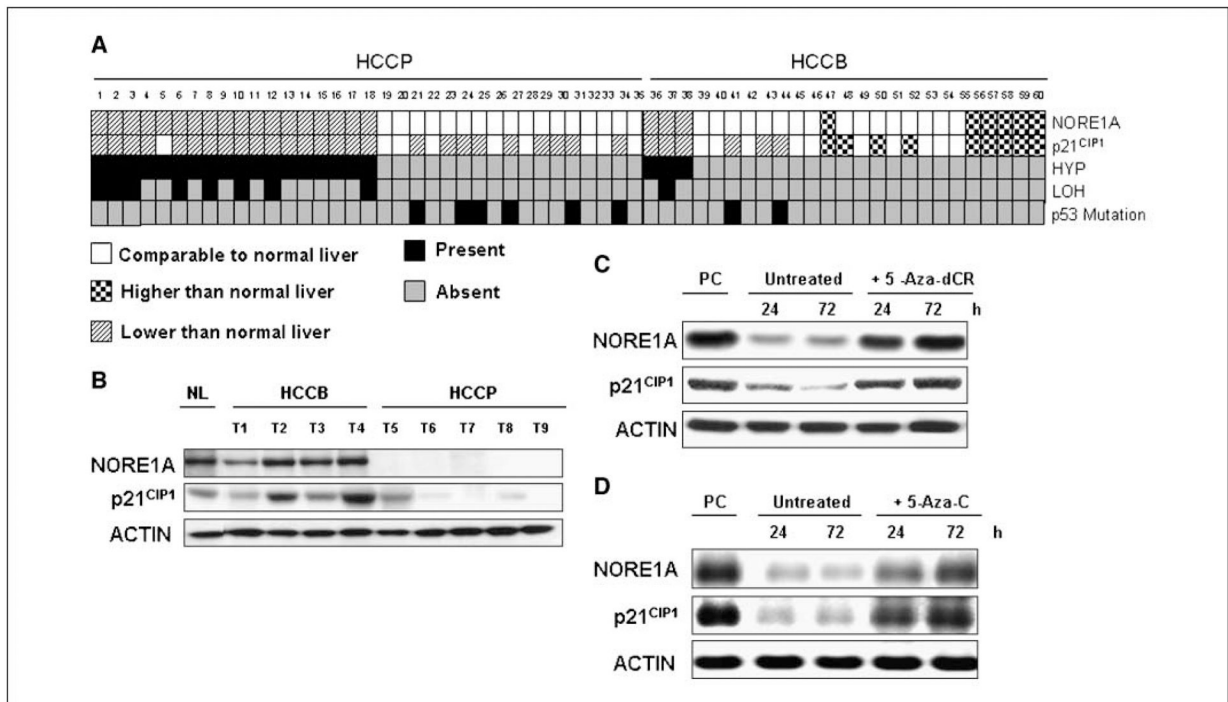 A
HCCP HCCB
1 2 3 4 5 6 7 8 9 10 11 12 13 14 15 16 17 18 19 20 21 22 23 24 25 26 27 28 29 30 31 32 33 34 35 36 37 38 39 40 41 42 43 44 45 46 47 48 49 50 51 52 53 54 55 56 57 58 59 60
NORE1A
p21CIP1
HYP
LOH
p53 Mutation
Comparable to normal liver
Higher than normal liver
Lower than normal liver
Present
Absent
B
NL HCCB HCCP
T1 T2 T3 T4 T5 T6 T7 T8 T9
NORE1A
p21CIP1
ACTIN
C
PC Untreated + 5 -Aza-dCR
24 72 24 72 h
NORE1A
p21CIP1
ACTIN
D
PC Untreated + 5-Aza-C
24 72 24 72 h
NORE1A
p21CIP1
ACTIN